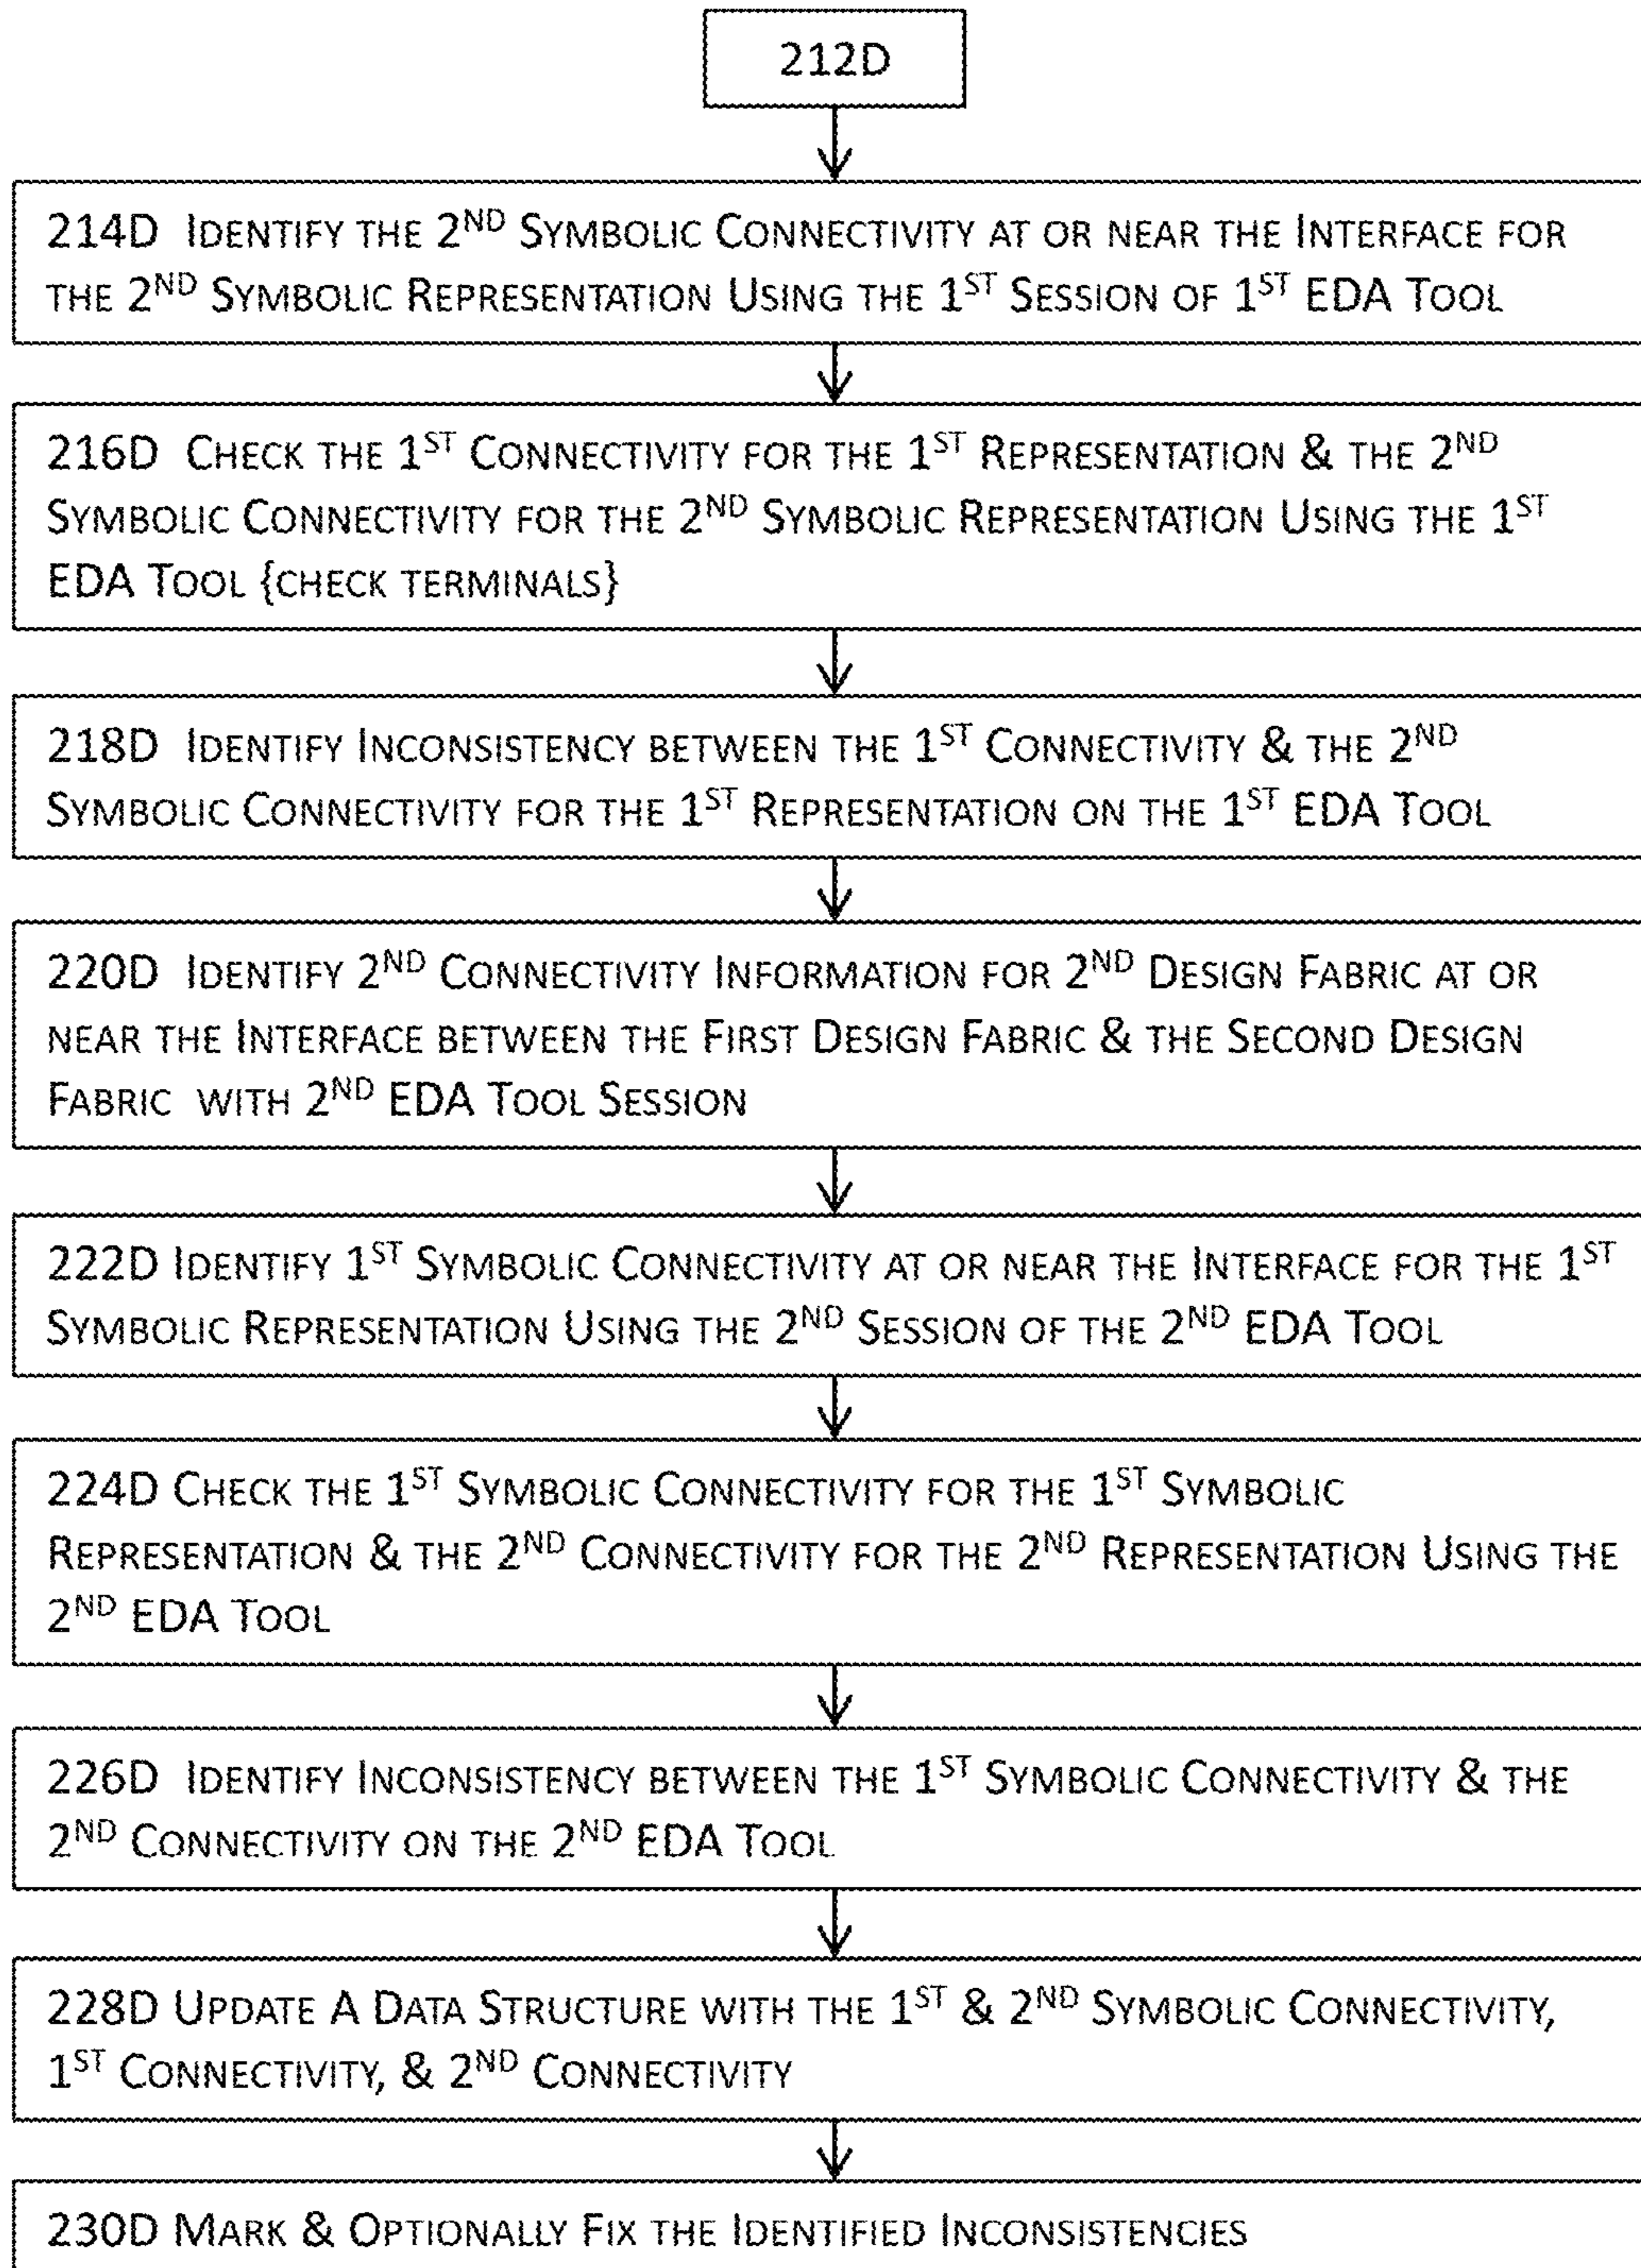 212D
214D Identify the 2ND Symbolic Connectivity at or near the Interface for
the 2ND Symbolic Representation Using the 1ST Session of 1ST EDA Tool
216D Check the 1ST Connectivity for the 1ST Representation & the 2ND
Symbolic Connectivity for the 2ND Symbolic Representation Using the 1ST
EDA Tool {check terminals}
218D Identify Inconsistency between the 1ST Connectivity & the 2ND
Symbolic Connectivity for the 1ST Representation on the 1ST EDA Tool
220D Identify 2ND Connectivity Information for 2ND Design Fabric at or
near the Interface between the First Design Fabric & the Second Design
Fabric with 2ND EDA Tool Session
222D Identify 1ST Symbolic Connectivity at or near the Interface for the 1ST
Symbolic Representation Using the 2ND Session of the 2ND EDA Tool
224D Check the 1ST Symbolic Connectivity for the 1ST Symbolic
Representation & the 2ND Connectivity for the 2ND Representation Using the
2ND EDA Tool
226D Identify Inconsistency between the 1ST Symbolic Connectivity & the
2ND Connectivity on the 2ND EDA Tool
228D Update A Data Structure with the 1ST & 2ND Symbolic Connectivity,
1ST Connectivity, & 2ND Connectivity
230D Mark & Optionally Fix the Identified Inconsistencies